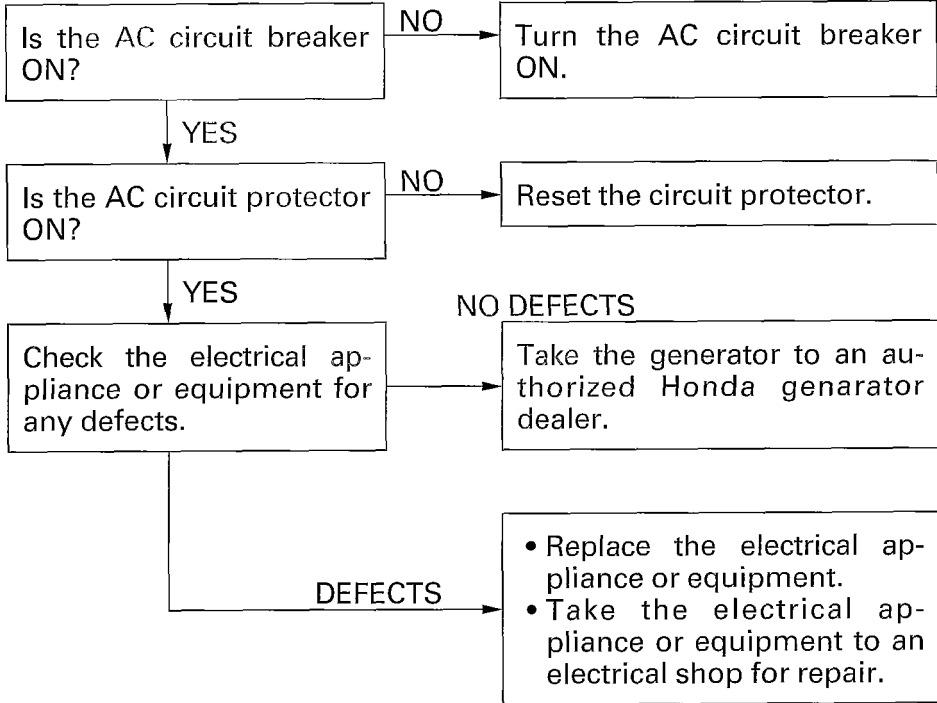 Is the AC circuit breaker
ON?
NO
Turn the AC circuit breaker
ON.
YES
Is the AC circuit protector
ON?
NO
Reset the circuit protector.
YES
NO DEFECTS
Check the electrical ap-
pliance or equipment for
any defects.
Take the generator to an au-
thorized Honda genarator
dealer.
DEFECTS
• Replace the electrical ap-
pliance or equipment.
• Take the electrical ap-
pliance or equipment to an
electrical shop for repair.